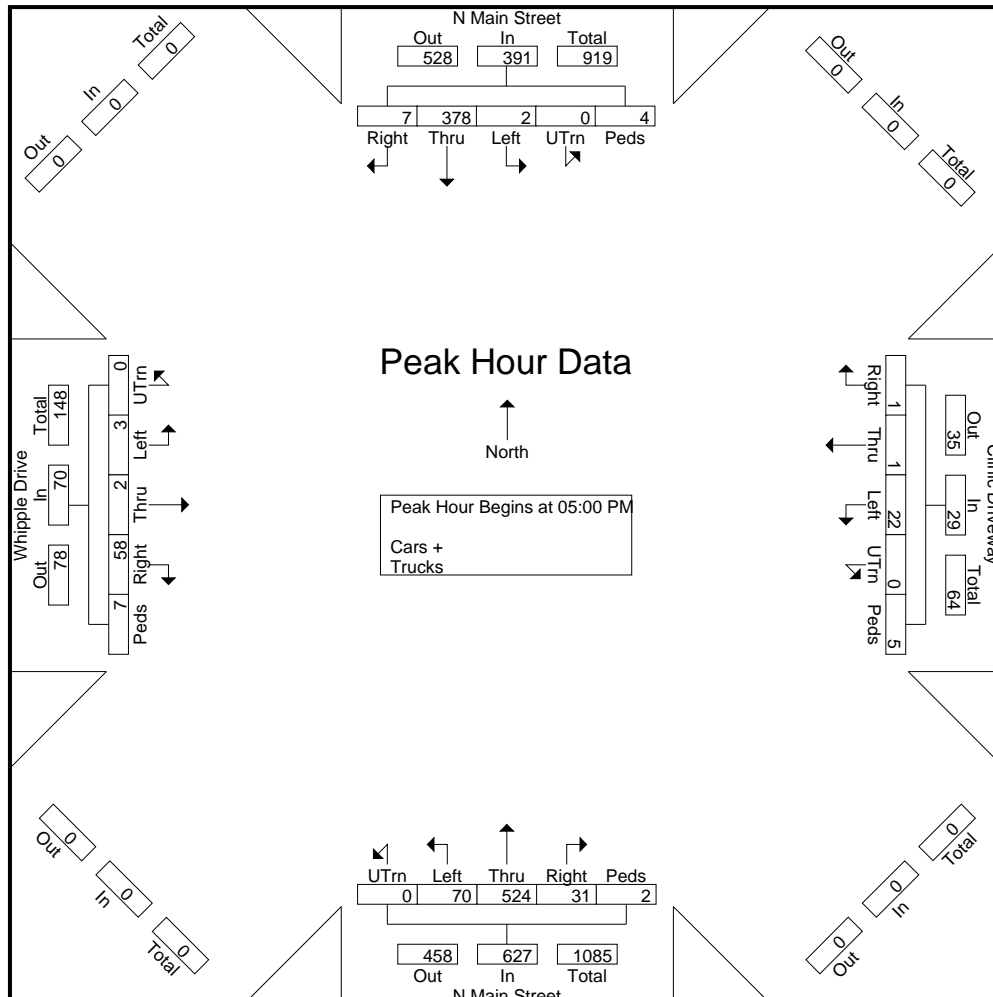 N Main Street
Out In Total
528 391 919
7 378 2 0 4
Right Thru Left UTrn Peds
Total
0
In
0
Out
0
Out
0
In
0
Total
0
Peak Hour Data
North
Peak Hour Begins at 05:00 PM
Cars +
Trucks
Whipple Drive
Total In Out
148 70 78
0 3 2 58 7
UTrn Left Thru Right Peds
Right Thru Left UTrn Peds
1 1 22 0 5
Out In Total
35 29 64
Clinic Driveway
UTrn Left Thru Right Peds
0 70 524 31 2
458 627 1085
Out In Total
N Main Street
0
Out
0
In
0
Total
0
Total
0
In
0
Out